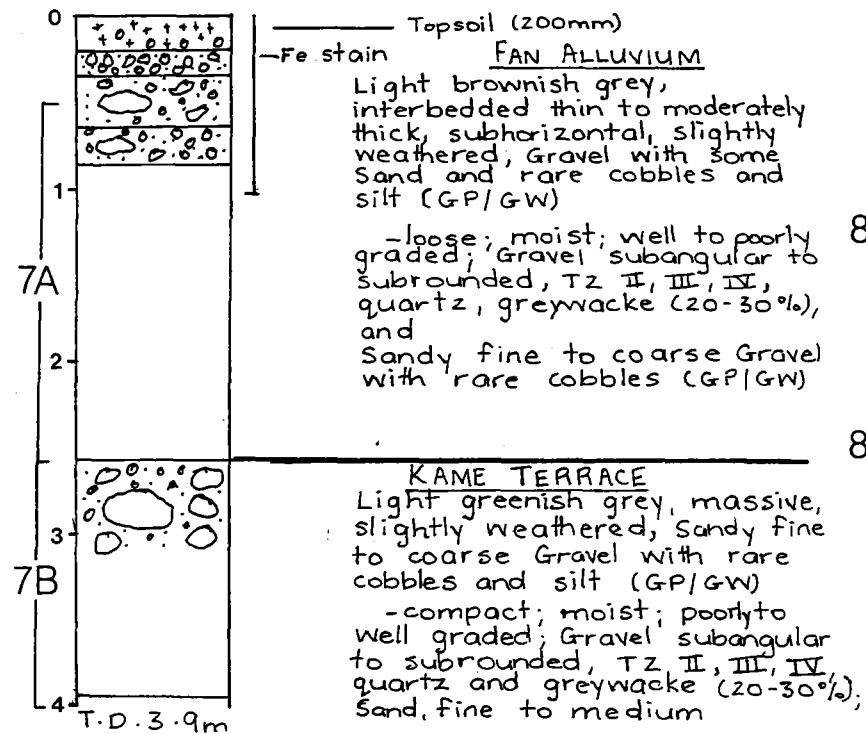 0
Topsoil (200mm)
Fe stain
FAN ALLUVIUM
Light brownish grey,
interbedded thin to moderately
thick, subhorizontal, slightly
weathered, Gravel with some
Sand and rare cobbles and
silt (GP/GW)
1
-loose; moist; well to poorly
graded; Gravel subangular to
subrounded, TZ II, III, IV,
quartz, greywacke (20-30%),
and
Sandy fine to coarse Gravel
with rare cobbles (GP/GW)
8
7A
2
8
KAME TERRACE
Light greenish grey, massive,
slightly weathered, Sandy fine
to coarse Gravel with rare
cobbles and silt (GP/GW)
3
7B
-compact; moist; poorly to
well graded; Gravel subangular
to subrounded, TZ II, III, IV
quartz and greywacke (20-30%);
Sand, fine to medium
4
T.D. 3.9m